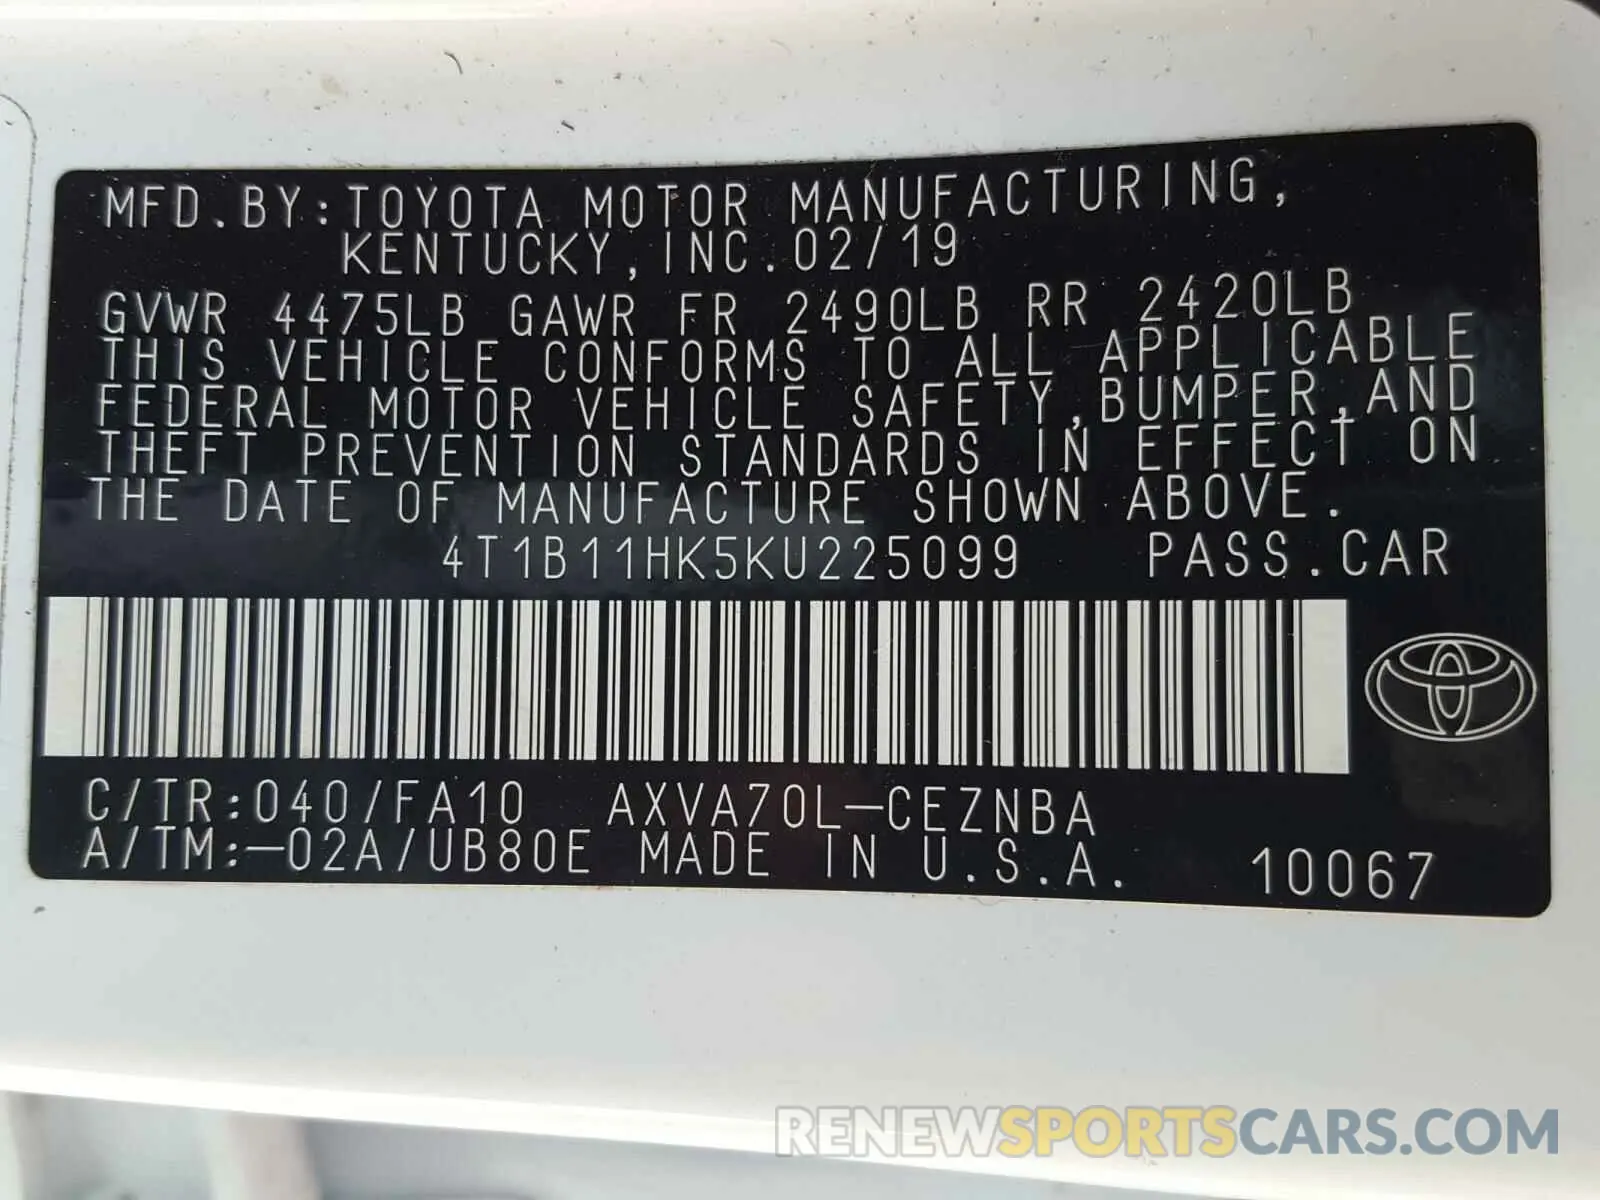 MFD.BY:TOYOTA MOTOR MANUFACTURING,
KENTUCKY,INC.02/19
GVWR 4475LB GAWR FR 2490LB RR 2420LB
THIS VEHICLE CONFORMS TO ALL APPLICABLE
FEDERAL MOTOR VEHICLE SAFETY,BUMPER,AND
THEFT PREVENTION STANDARDS IN EFFECT ON
THE DATE OF MANUFACTURE SHOWN ABOVE.
4T1B11HK5KU225099 PASS.CAR
C/TR:040/FA10 AXVA70L-CEZNBA
A/TM:-02A/UB80E MADE IN U.S.A. 10067
RENEWSPORTSCARS.COM